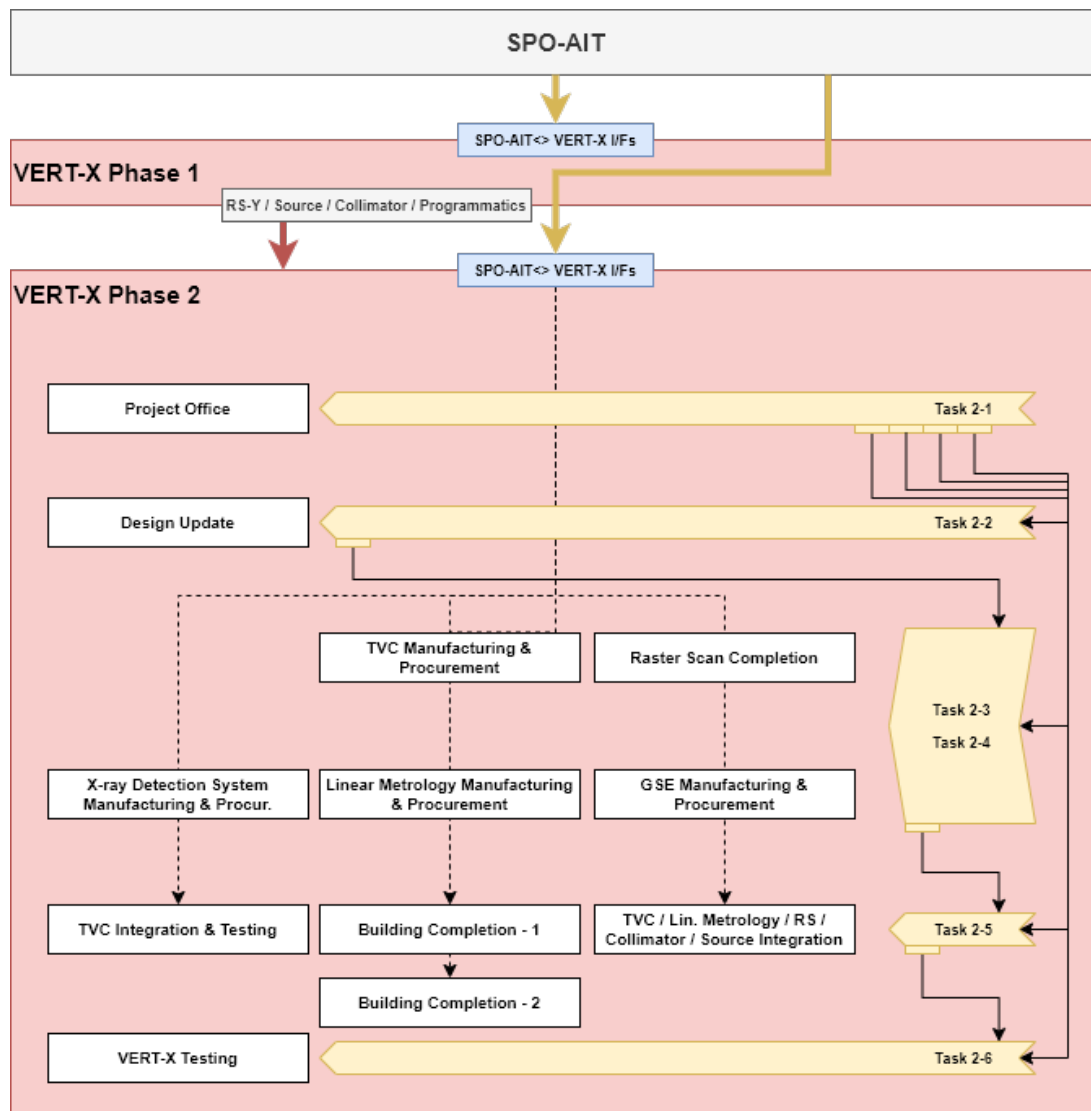 SPO-AIT
SPO-AIT<> VERT-X I/Fs
VERT-X Phase 1
RS-Y / Source / Collimator / Programmatics
SPO-AIT<> VERT-X I/Fs
VERT-X Phase 2
Project Office
Task 2-1
Design Update
Task 2-2
TVC Manufacturing &
Procurement
Raster Scan Completion
Task 2-3
Task 2-4
X-ray Detection System
Manufacturing & Procur.
Linear Metrology Manufacturing
& Procurement
GSE Manufacturing &
Procurement
TVC Integration & Testing
Building Completion - 1
TVC / Lin. Metrology / RS /
Collimator / Source Integration
Task 2-5
Building Completion - 2
VERT-X Testing
Task 2-6